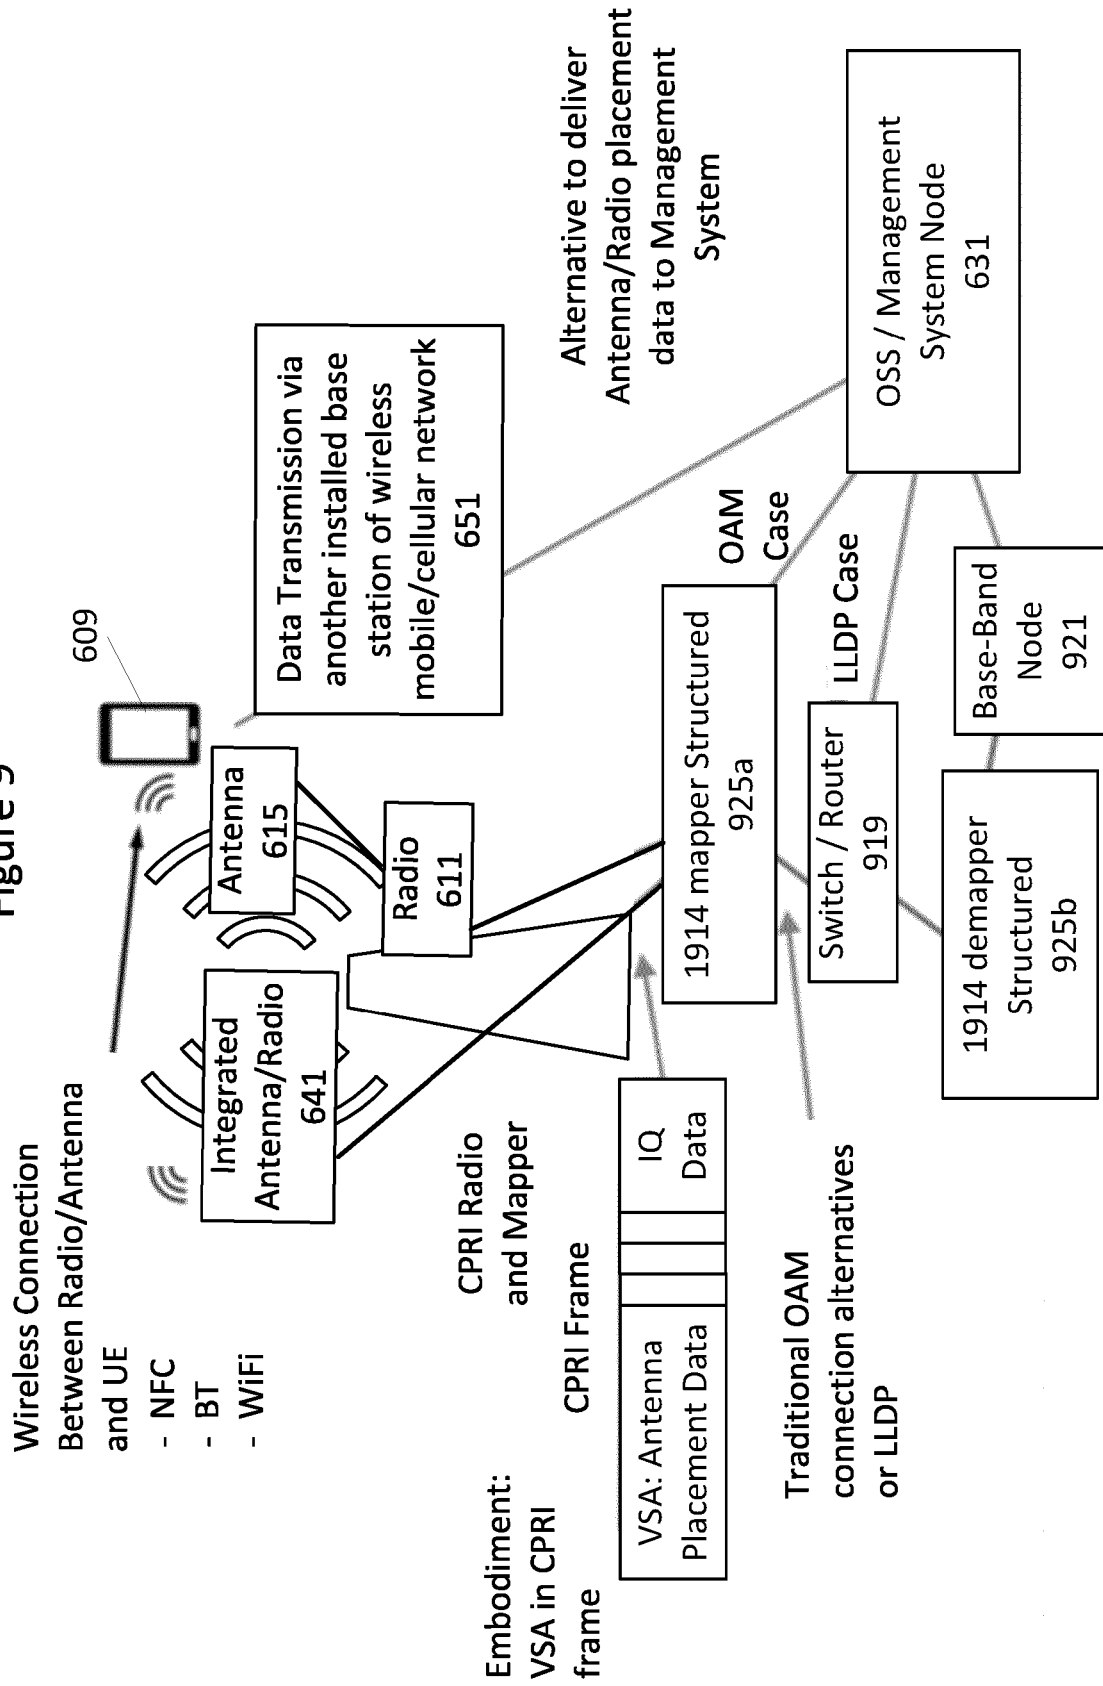 Figure 9
Wireless Connection
Between Radio/Antenna
and UE
- NFC
- BT
- WiFi
609
Integrated
Antenna/Radio
641
Antenna
615
Radio
611
Data Transmission via
another installed base
station of wireless
mobile/cellular network
651
Alternative to deliver
Antenna/Radio placement
data to Management
System
CPRI Radio
and Mapper
Embodiment:
VSA in CPRI
frame
CPRI Frame
VSA: Antenna
Placement Data
IQ
Data
1914 mapper Structured
925a
OAM
Case
Traditional OAM
connection alternatives
or LLDP
Switch / Router
919
LLDP Case
OSS / Management
System Node
631
1914 demapper
Structured
925b
Base-Band
Node
921